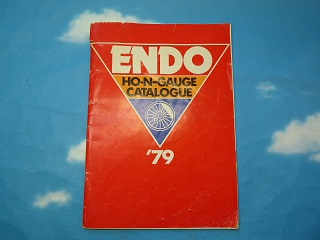 ENDO
HO·N-GAUGE
CATALOGUE
'79